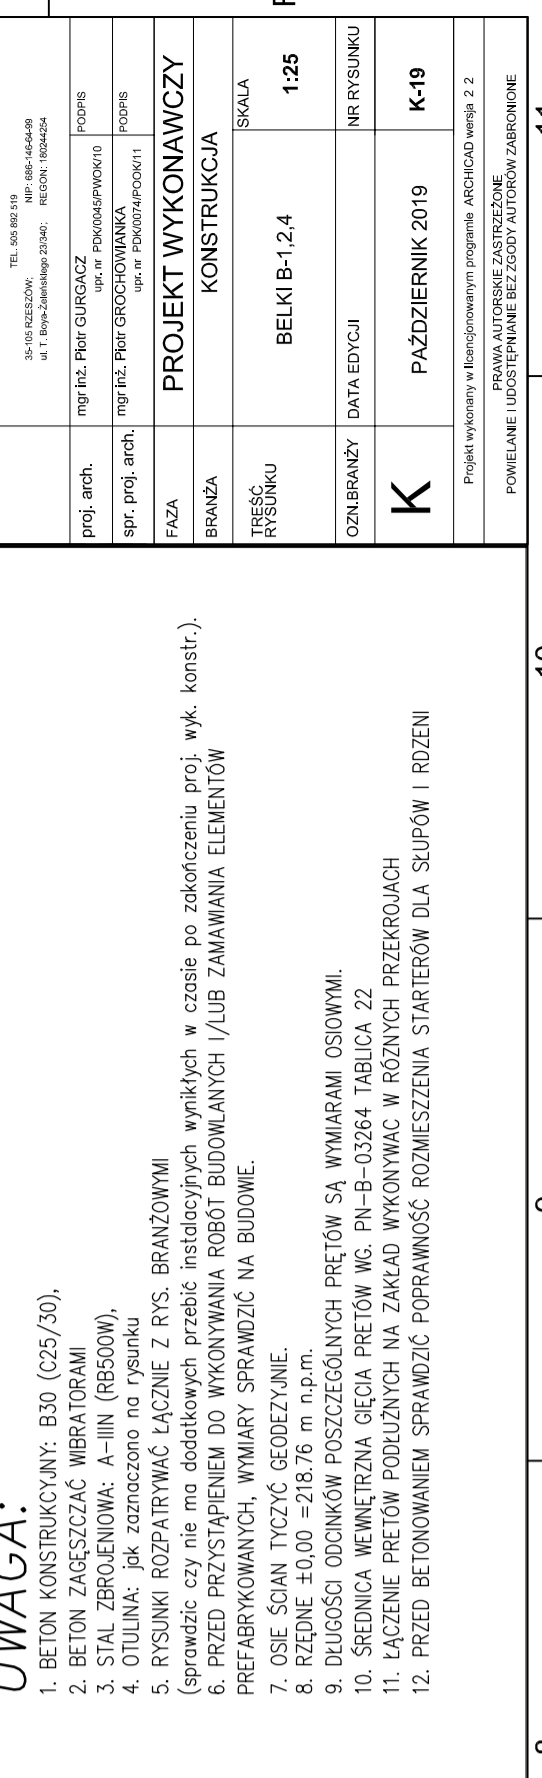 UWAGA:
1. BETON KONSTRUKCYJNY: B30 (C25/30),
2. BETON ZAGĘSZCZAĆ WIBRATORAMI
3. STAL ZBROJENIOWA: A-IIIN (RB500W),
4. OTULINA: jak zaznaczono na rysunku
5. RYSUNKI ROZPATRYWAĆ ŁĄCZNIE Z RYS. BRANŻOWYMI
(sprawdzic czy nie ma dodatkowych przebić instalacyjnych wynikłych w czasie po zakończeniu proj. wyk. konstr.).
6. PRZED PRZYSTĄPIENIEM DO WYKONYWANIA ROBÓT BUDOWLANYCH I/LUB ZAMAWIANIA ELEMENTÓW
PREFABRYKOWANYCH, WYMIARY SPRAWDZIĆ NA BUDOWIE.
7. OSIE ŚCIAN TYCZYĆ GEODEZYJNIE.
8. RZĘDNE ±0,00 =218.76 m n.p.m.
9. DŁUGOŚCI ODCINKÓW POSZCZEGÓLNYCH PRĘTÓW SĄ WYMIARAMI OSIOWYMI.
10. ŚREDNICA WEWNĘTRZNA GIĘCIA PRETÓW WG. PN-B-03264 TABLICA 22
11. ŁĄCZENIE PRETÓW PODŁUŻNYCH NA ZAKŁAD WYKONYWAC W RÓZNYCH PRZEKROJACH
12. PRZED BETONOWANIEM SPRAWDZIĆ POPRAWNOŚĆ ROZMIESZZENIA STARTERÓW DLA SŁUPÓW I RDZENI
TEL. 505 892 519
35-105 RZESZÓW; NIP: 686-146-64-99
ul. T. Boya-Żeleńskiego 23/340; REGON: 180244254
proj. arch. mgr inż. Piotr GURGACZ PODPIS
upr. nr PDK/0045/PWOK/10
spr. proj. arch. mgr inż. Piotr GROCHOWIANKA PODPIS
upr. nr PDK/0074/POOK/11
FAZA PROJEKT WYKONAWCZY
BRANŻA KONSTRUKCJA
TREŚĆ RYSUNKU BELKI B-1,2,4 SKALA 1:25
OZN.BRANŻY DATA EDYCJI NR RYSUNKU
K PAŹDZIERNIK 2019 K-19
Projekt wykonany w licencjonowanym programie ARCHICAD wersja 2 2
PRAWA AUTORSKIE ZASTRZEŻONE
POWIELANIE I UDOSTĘPNIANIE BEZ ZGODY AUTORÓW ZABRONIONE